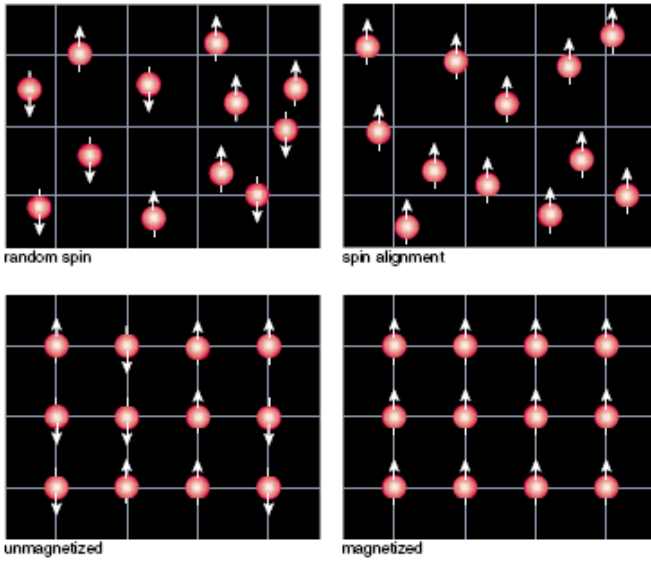 random spin
spin alignment
unmagnetized
magnetized